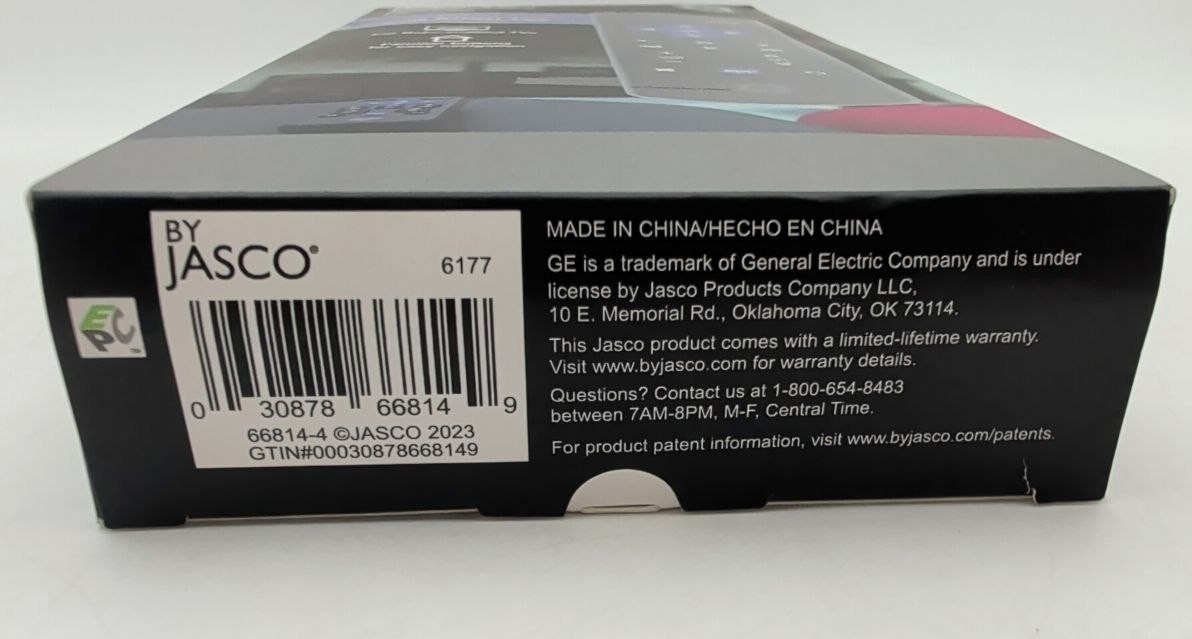 BY
JASCO®
6177
EPC
0 30878 66814 9
66814-4 ©JASCO 2023
GTIN#00030878668149
MADE IN CHINA/HECHO EN CHINA
GE is a trademark of General Electric Company and is under
license by Jasco Products Company LLC,
10 E. Memorial Rd., Oklahoma City, OK 73114.
This Jasco product comes with a limited-lifetime warranty.
Visit www.byjasco.com for warranty details.
Questions? Contact us at 1-800-654-8483
between 7AM-8PM, M-F, Central Time.
For product patent information, visit www.byjasco.com/patents.